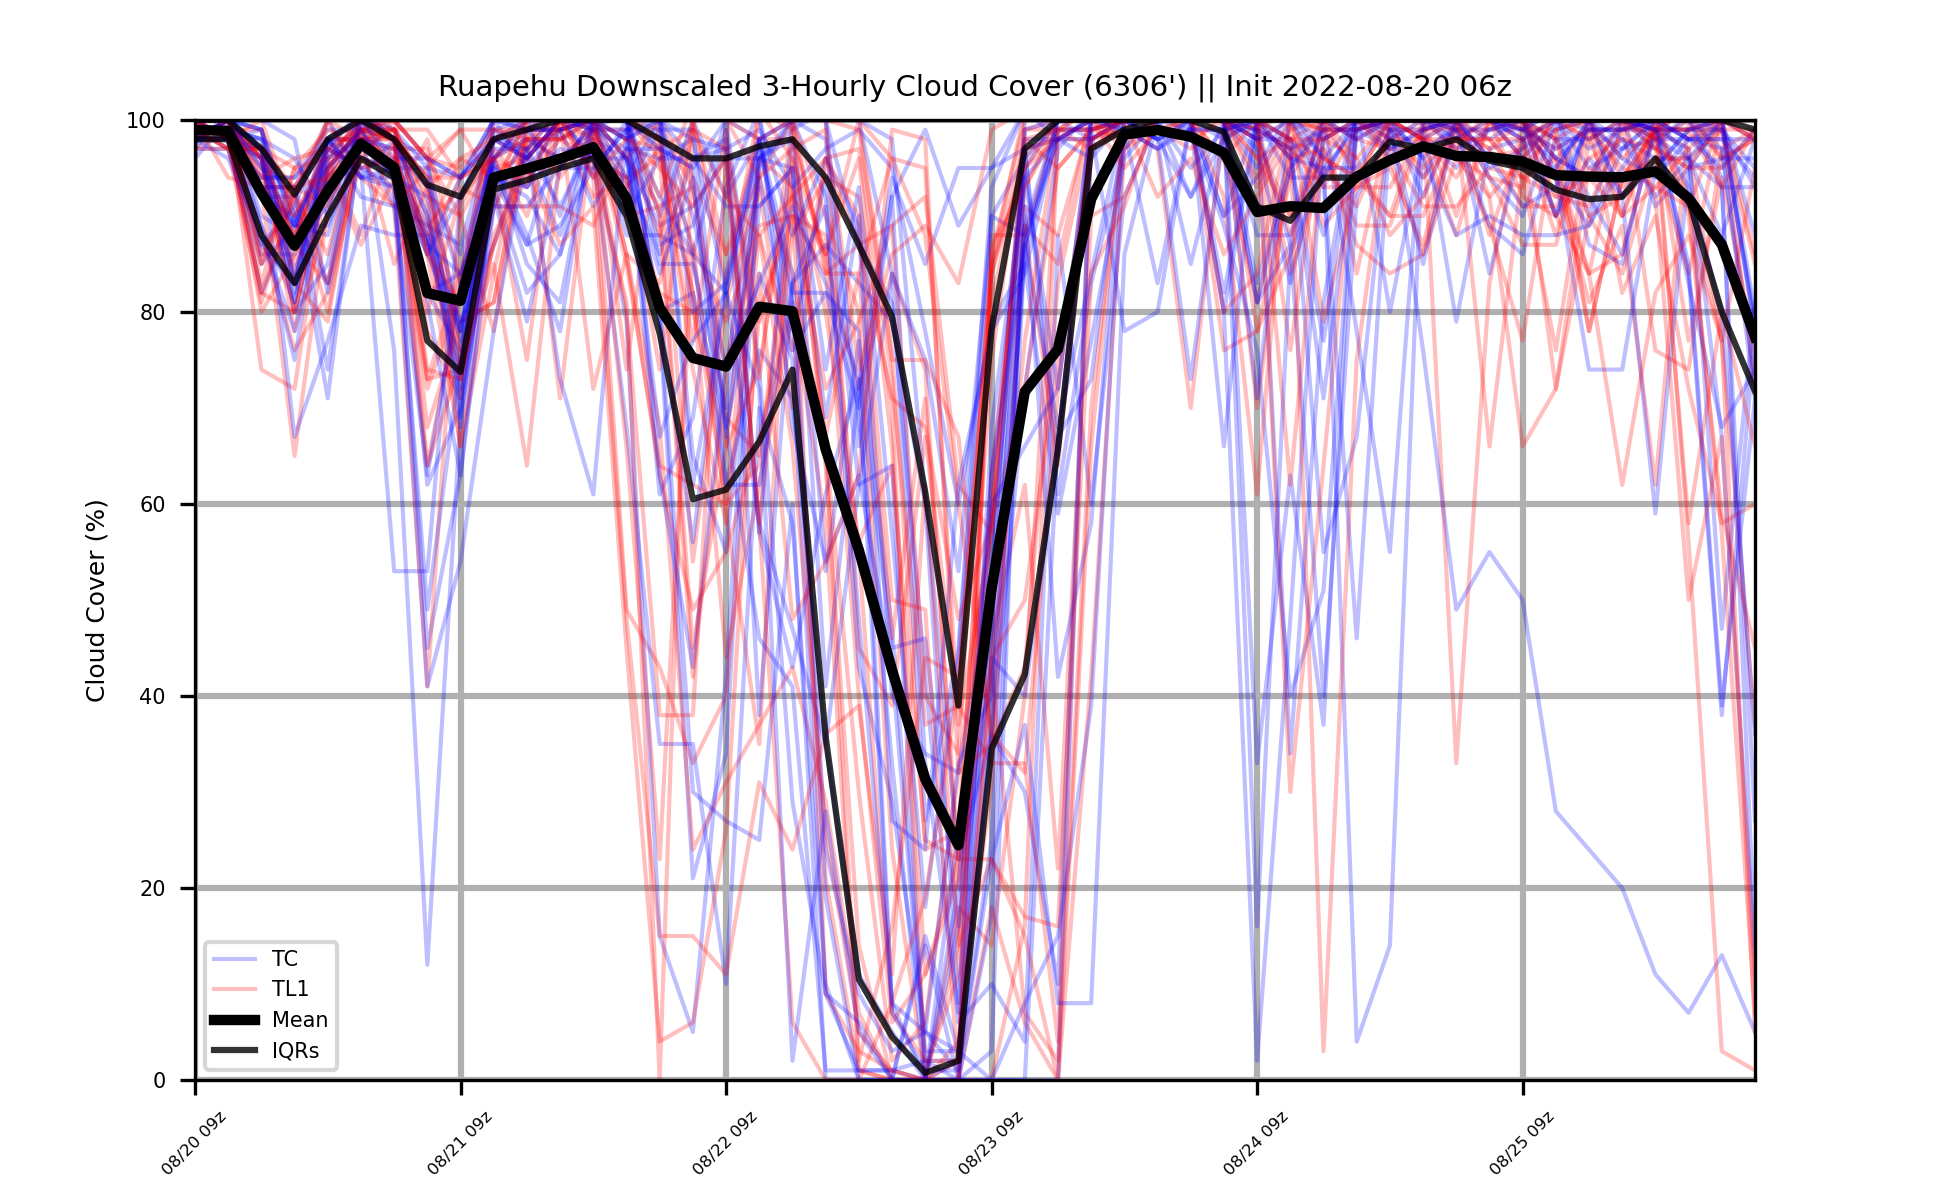 Ruapehu Downscaled 3-Hourly Cloud Cover (6306') || Init 2022-08-20 06z
Cloud Cover (%)
100
80
60
40
20
0
TC
TL1
Mean
IQRs
08/20 09z
08/21 09z
08/22 09z
08/23 09z
08/24 09z
08/25 09z